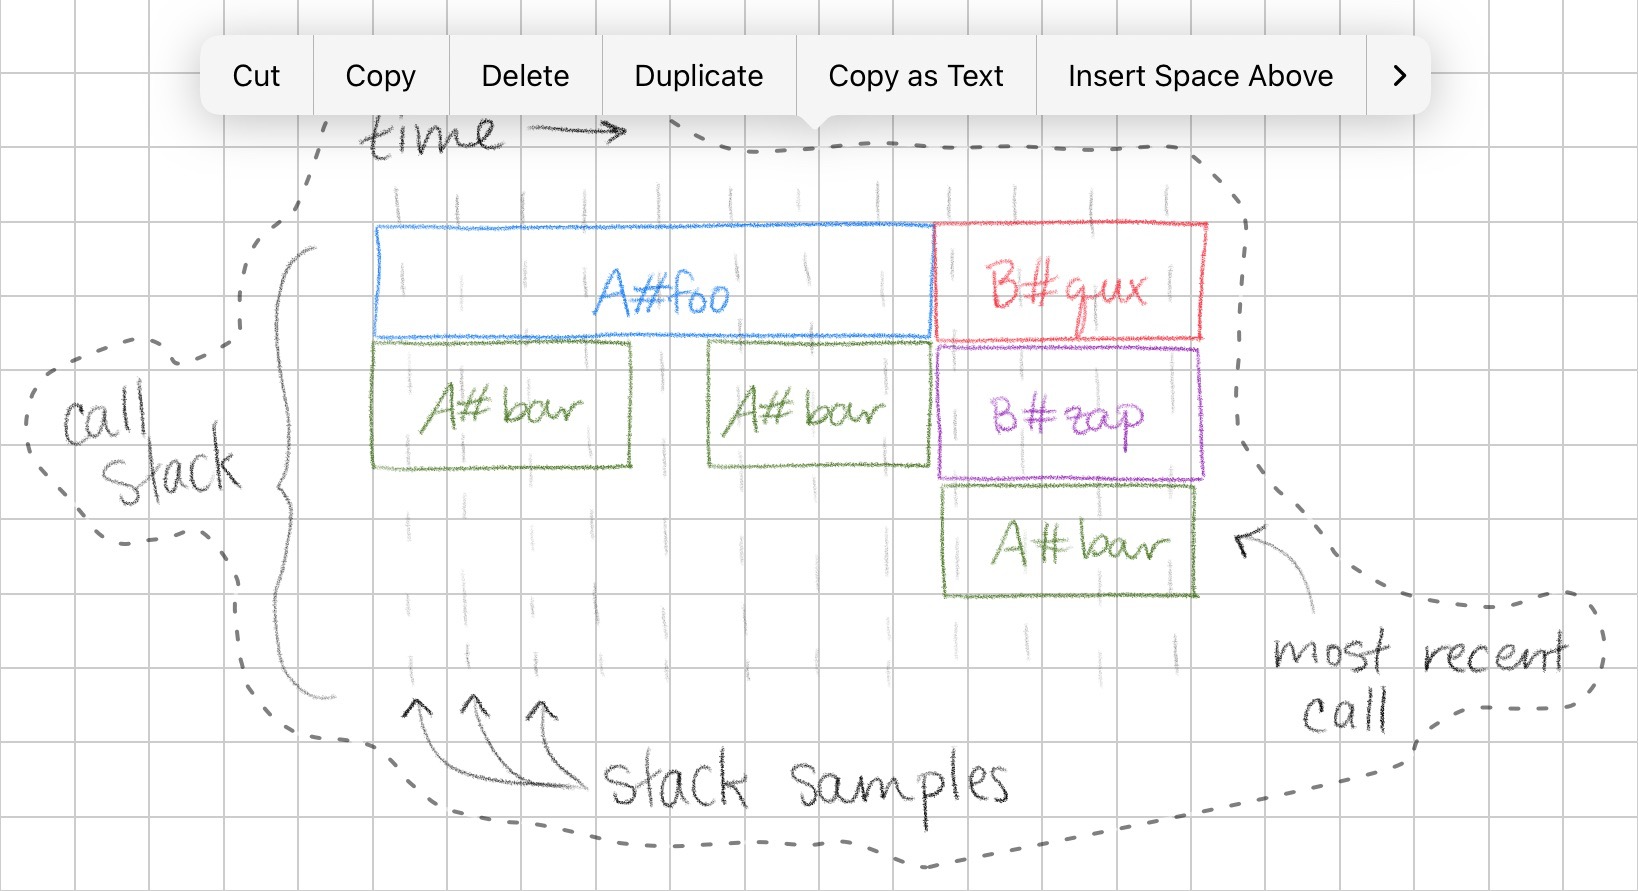 Cut Copy Delete Duplicate Copy as Text Insert Space Above
time
A#foo B#qux
A#bar A#bar B#zap
call
stack
A#bar
most recent
call
stack samples